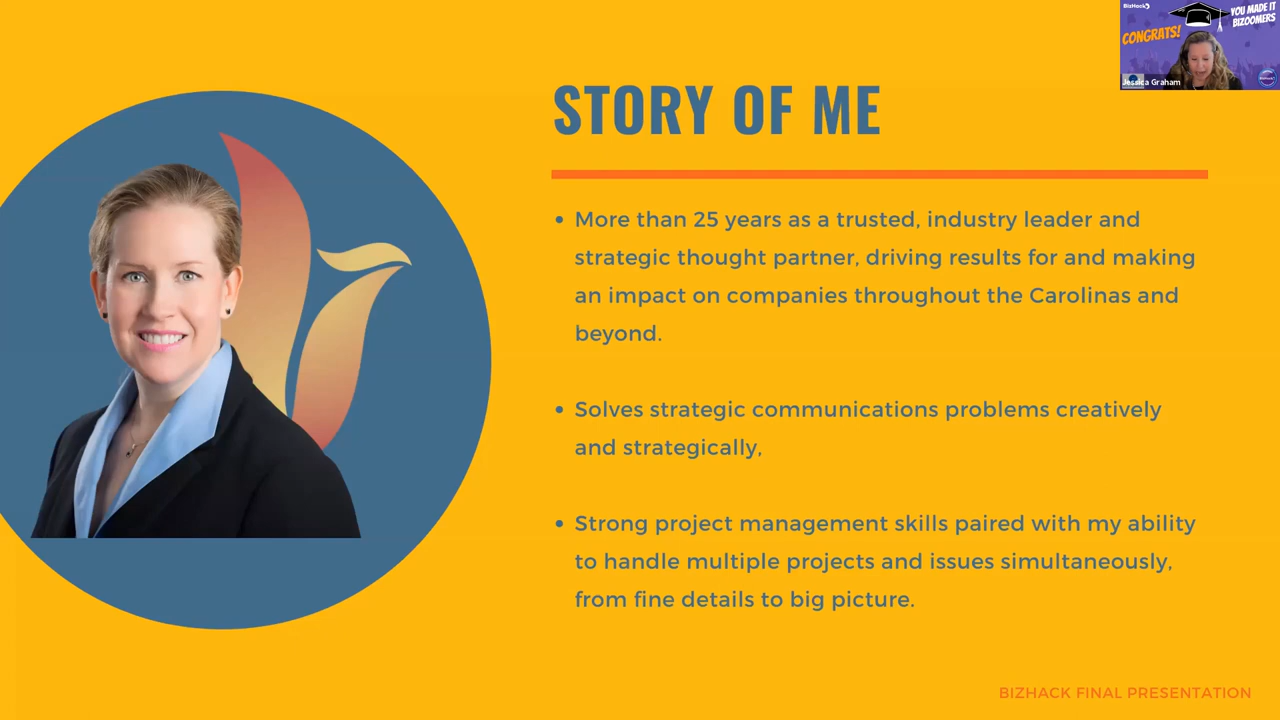 BizHack
CONGRATS!
YOU MADE IT
BIZOOMERS
Jessica Graham
BizHack
STORY OF ME
• More than 25 years as a trusted, industry leader and
strategic thought partner, driving results for and making
an impact on companies throughout the Carolinas and
beyond.
• Solves strategic communications problems creatively
and strategically,
• Strong project management skills paired with my ability
to handle multiple projects and issues simultaneously,
from fine details to big picture.
BIZHACK FINAL PRESENTATION